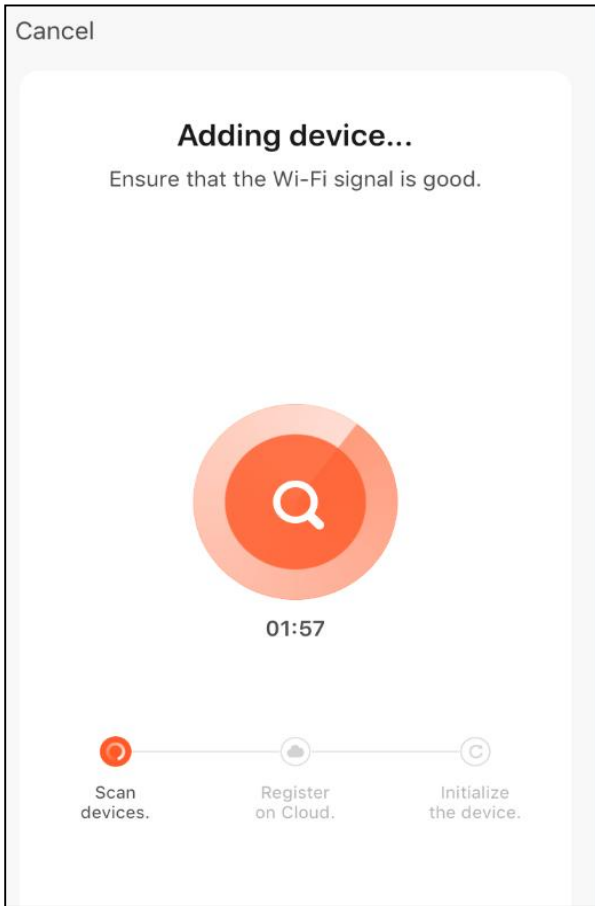 Cancel
Adding device...
Ensure that the Wi-Fi signal is good.
01:57
Scan
devices.
Register
on Cloud.
Initialize
the device.